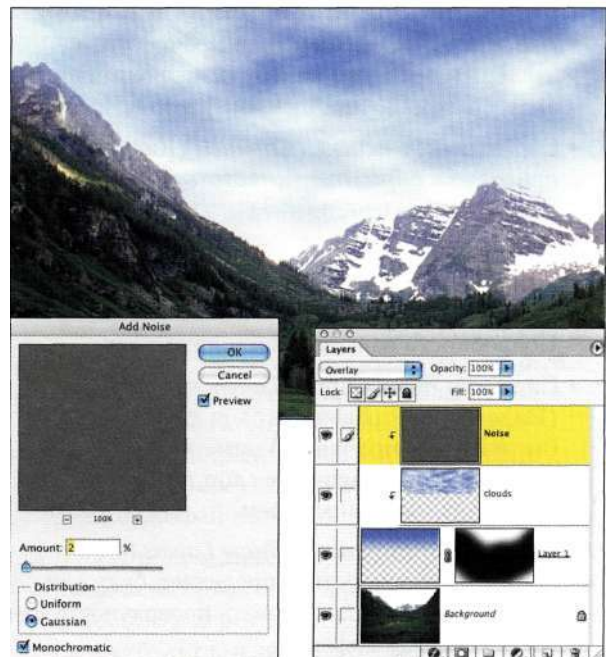 Add Noise
OK
Cancel
Preview
100%
Amount: 2 %
Distribution
Uniform
Gaussian
Monochromatic
Layers
Overlay Opacity: 100%
Lock: Fill: 100%
Noise
clouds
Layer 1
Background